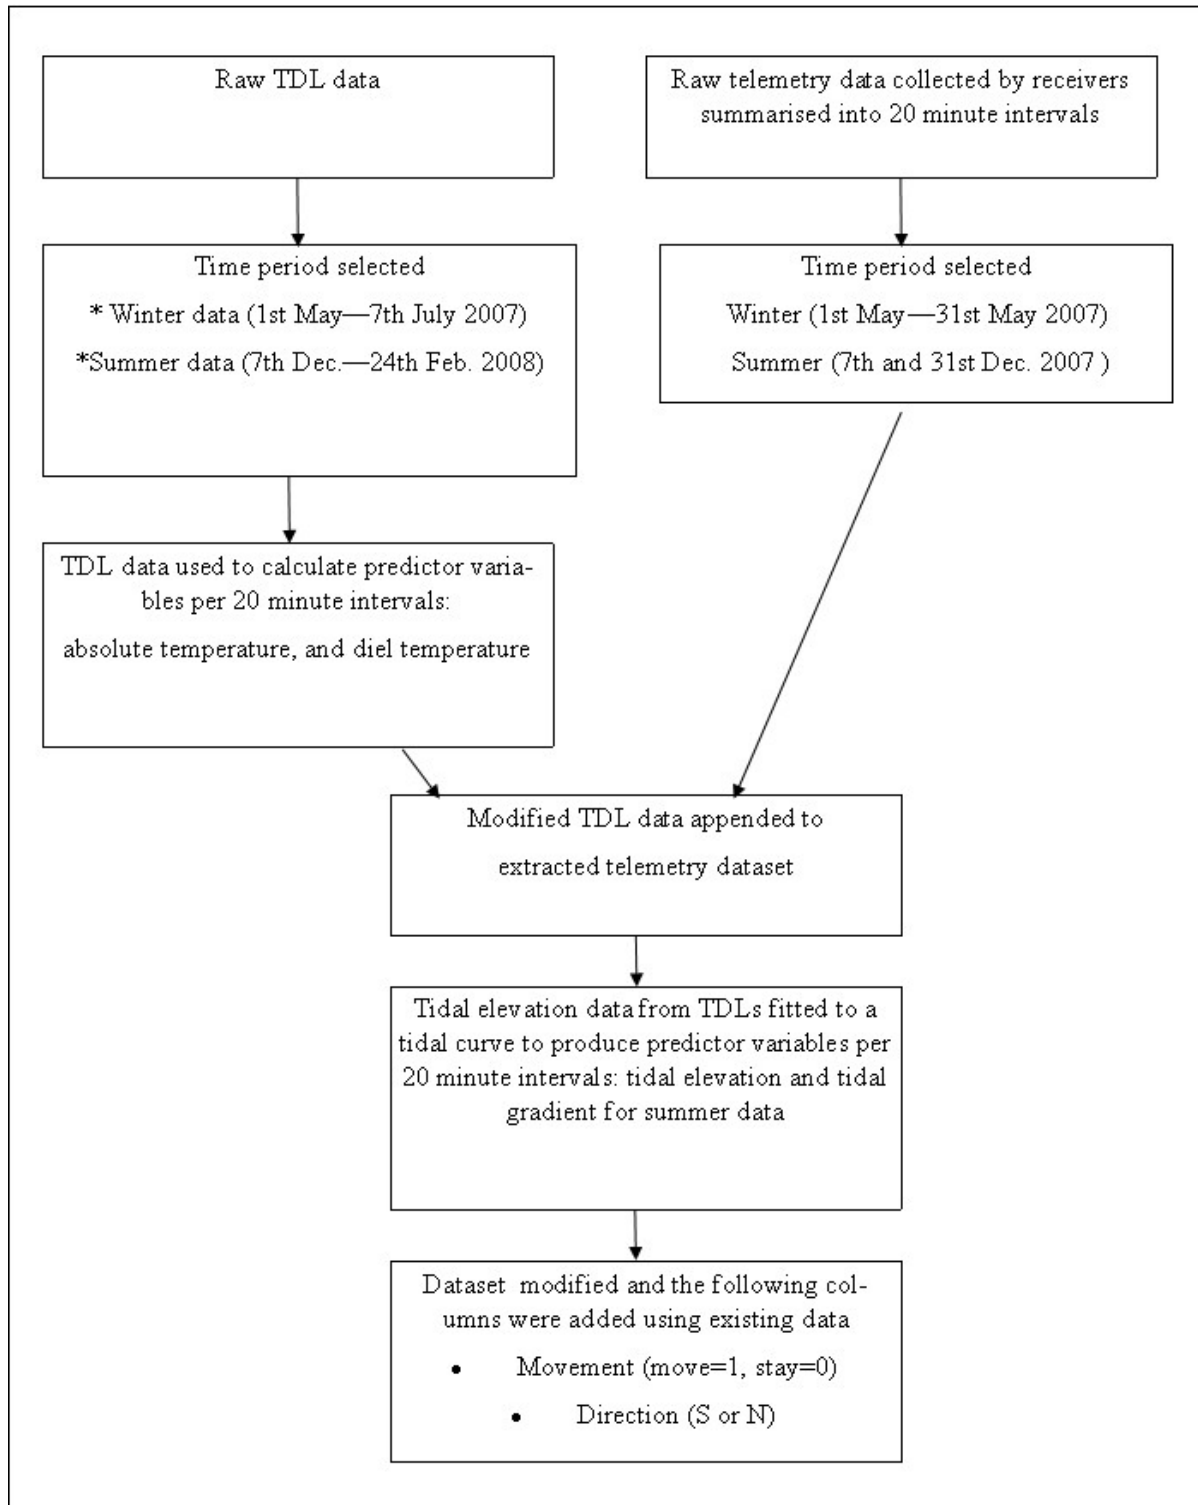 Raw TDL data
Raw telemetry data collected by receivers
summarised into 20 minute intervals
Time period selected
* Winter data (1st May—7th July 2007)
*Summer data (7th Dec.—24th Feb. 2008)
Time period selected
Winter (1st May—31st May 2007)
Summer (7th and 31st Dec. 2007 )
TDL data used to calculate predictor varia-
bles per 20 minute intervals:
absolute temperature, and diel temperature
Modified TDL data appended to
extracted telemetry dataset
Tidal elevation data from TDLs fitted to a
tidal curve to produce predictor variables per
20 minute intervals: tidal elevation and tidal
gradient for summer data
Dataset modified and the following col-
umns were added using existing data
• Movement (move=1, stay=0)
• Direction (S or N)